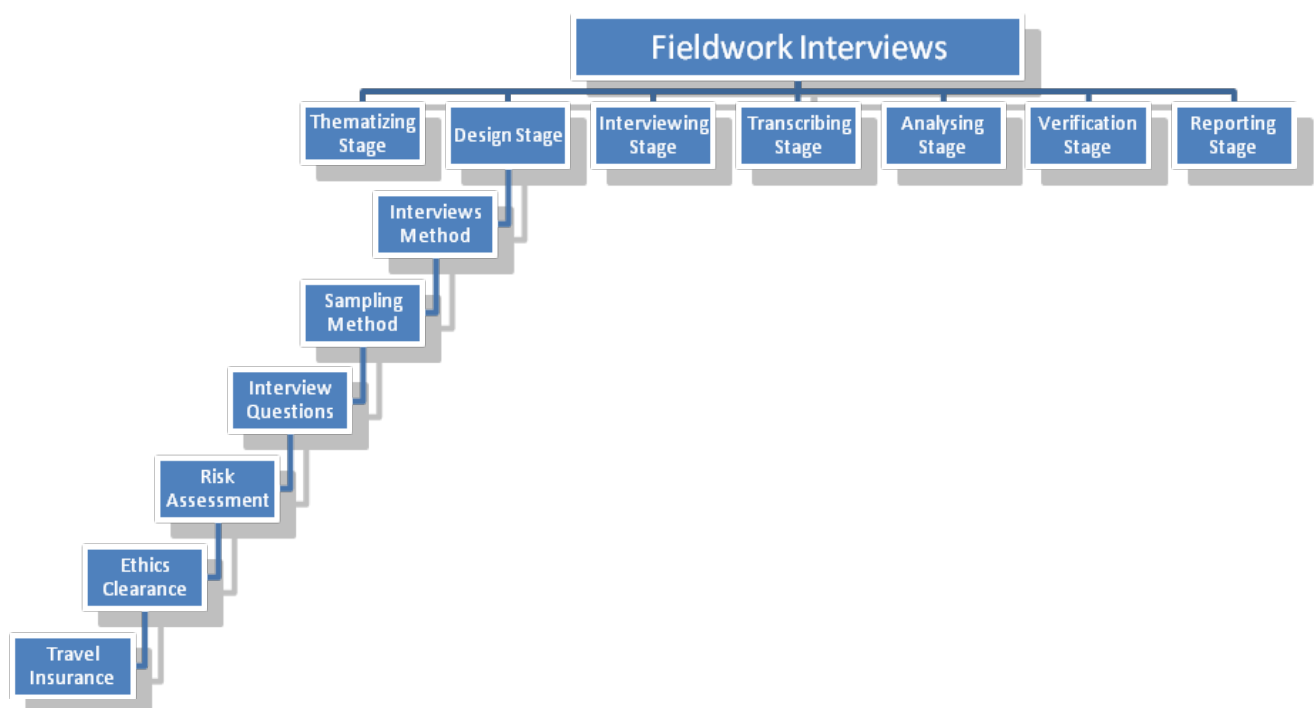 Fieldwork Interviews
Thematizing
Stage
Design Stage
Interviewing
Stage
Transcribing
Stage
Analysing
Stage
Verification
Stage
Reporting
Stage
Interviews
Method
Sampling
Method
Interview
Questions
Risk
Assessment
Ethics
Clearance
Travel
Insurance